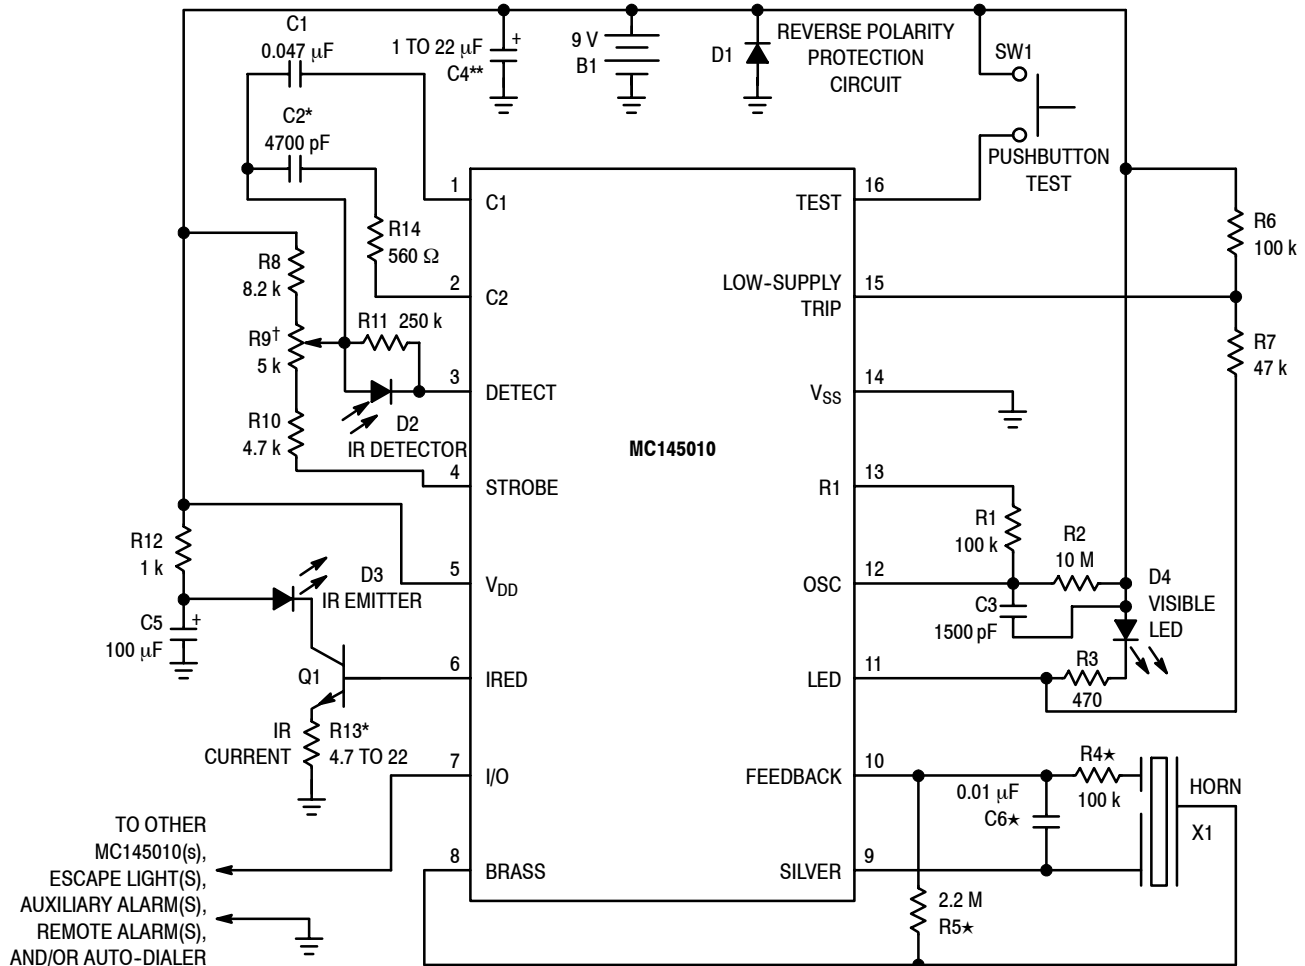 C1
0.047 μF
1 TO 22 μF
+
C4**
9 V
B1
D1
REVERSE POLARITY
PROTECTION
CIRCUIT
SW1
PUSHBUTTON
TEST
C2*
4700 pF
R14
560 Ω
R8
8.2 k
R9†
5 k
R10
4.7 k
R11 250 k
D2
IR DETECTOR
R12
1 k
C5
+
100 μF
D3
IR EMITTER
Q1
IR
CURRENT
R13*
4.7 TO 22
TO OTHER
MC145010(s),
ESCAPE LIGHT(S),
AUXILIARY ALARM(S),
REMOTE ALARM(S),
AND/OR AUTO-DIALER
1
C1
2
C2
3
DETECT
4
STROBE
5
VDD
6
IRED
7
I/O
8
BRASS
MC145010
16
TEST
15
LOW-SUPPLY
TRIP
14
VSS
13
R1
12
OSC
11
LED
10
FEEDBACK
9
SILVER
R6
100 k
R7
47 k
R1
100 k
R2
10 M
C3
1500 pF
D4
VISIBLE
LED
R3
470
R4★
100 k
0.01 μF
C6★
HORN
X1
2.2 M
R5★